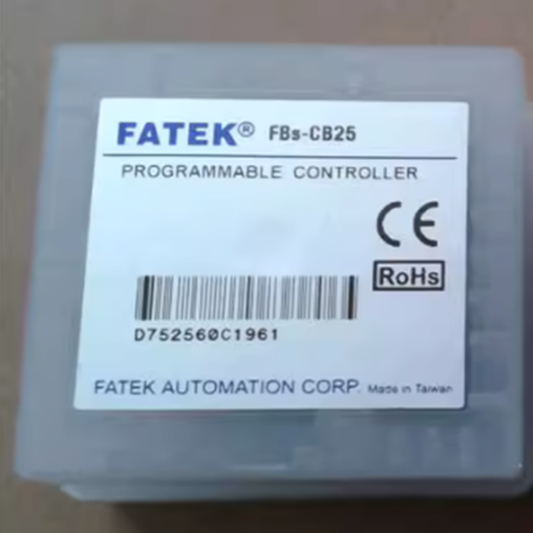 FATEK® FBs-CB25
PROGRAMMABLE CONTROLLER
CE
RoHs
D752560C1961
FATEK AUTOMATION CORP. Made in Taiwan